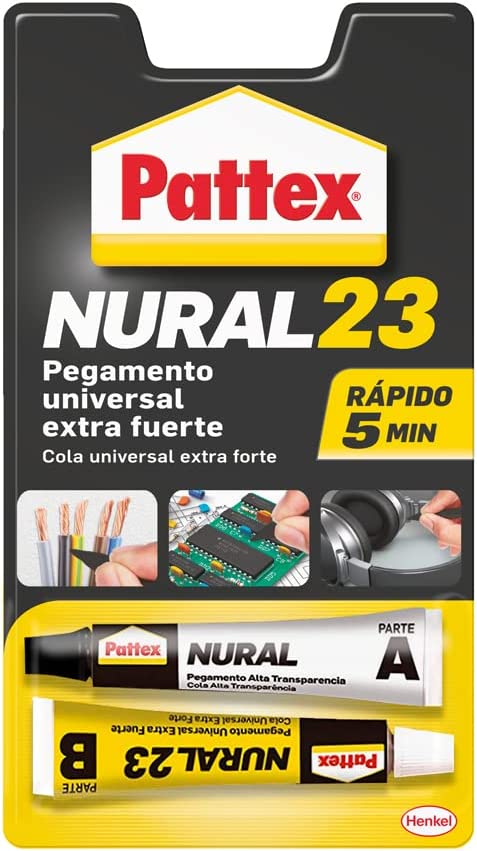 Pattex®
NURAL 23
Pegamento
universal
extra fuerte
Cola universal extra forte
RÁPIDO
5 MIN
Pattex
NURAL
Pegamento Alta Transparencia
Cola Alta Transparência
PARTE
A
Pattex
NURAL 23
Pegamento Universal Extra Fuerte
Cola Universal Extra Forte
PARTE
B
Henkel